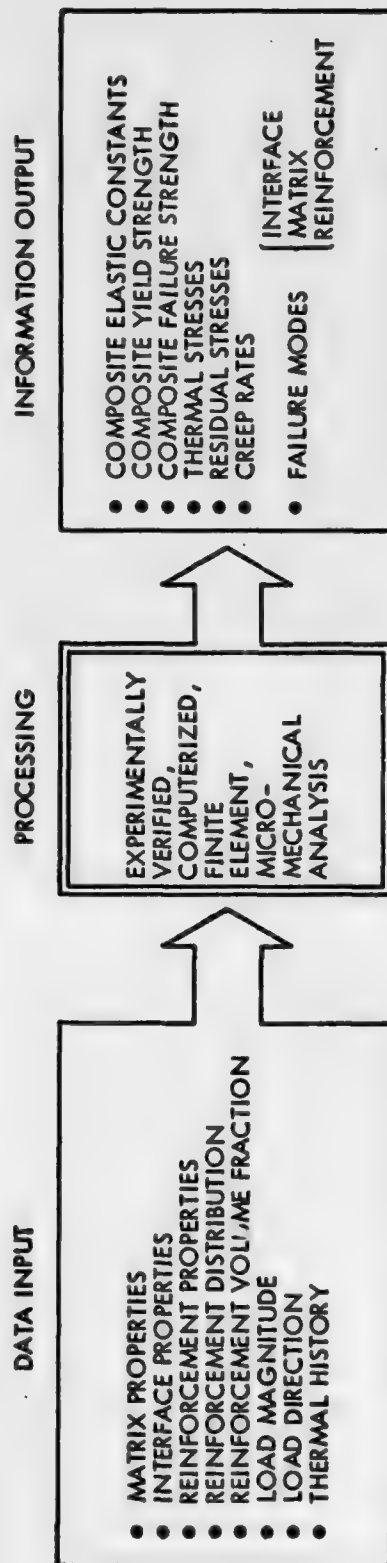 DATA INPUT
• MATRIX PROPERTIES
• INTERFACE PROPERTIES
• REINFORCEMENT PROPERTIES
• REINFORCEMENT DISTRIBUTION
• REINFORCEMENT VOLUME FRACTION
• LOAD MAGNITUDE
• LOAD DIRECTION
• THERMAL HISTORY
PROCESSING
EXPERIMENTALLY
VERIFIED,
COMPUTERIZED,
FINITE
ELEMENT,
MICRO-
MECHANICAL
ANALYSIS
INFORMATION OUTPUT
• COMPOSITE ELASTIC CONSTANTS
• COMPOSITE YIELD STRENGTH
• COMPOSITE FAILURE STRENGTH
• THERMAL STRESSES
• RESIDUAL STRESSES
• CREEP RATES
• FAILURE MODES
INTERFACE
MATRIX
REINFORCEMENT